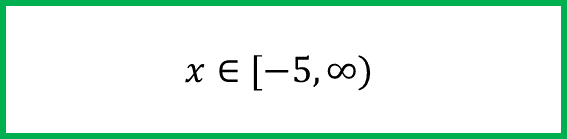 x ∈ [−5, ∞)